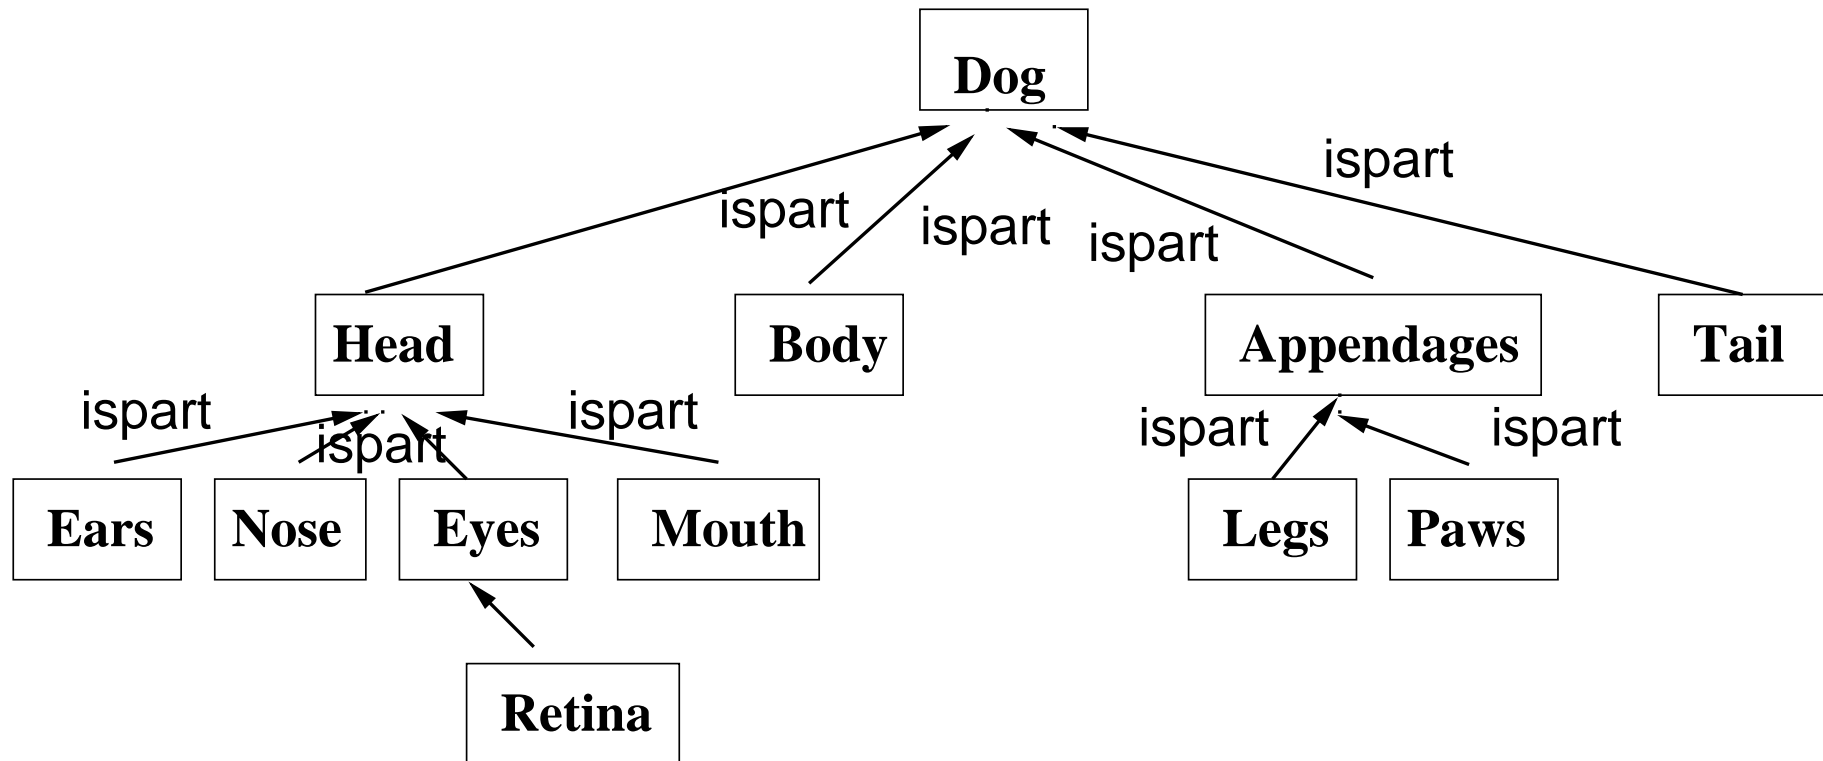 Dog
ispart
ispart
ispart
ispart
Head
Body
Appendages
Tail
ispart
ispart
ispart
ispart
ispart
Ears
Nose
Eyes
Mouth
Legs
Paws
Retina